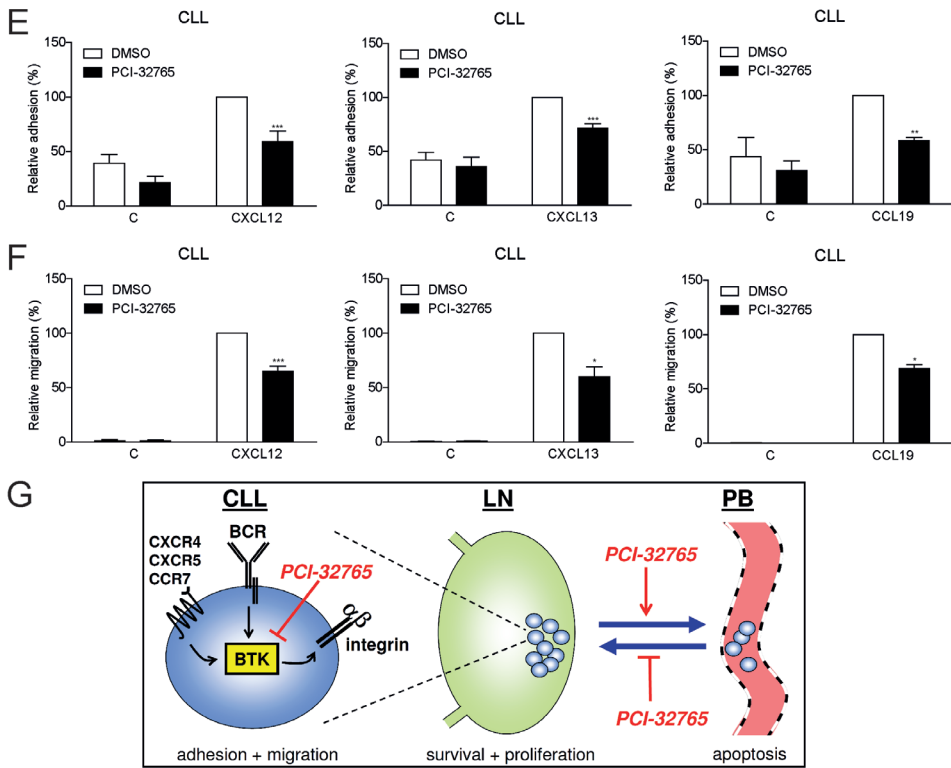 E
CLL
CLL
CLL
150
100
50
0
Relative adhesion (%)
DMSO
PCI-32765
***
C
CXCL12
150
100
50
0
Relative adhesion (%)
DMSO
PCI-32765
***
C
CXCL13
150
100
50
0
Relative adhesion (%)
DMSO
PCI-32765
**
C
CCL19
F
CLL
CLL
CLL
150
100
50
0
Relative migration (%)
DMSO
PCI-32765
***
C
CXCL12
150
100
50
0
Relative migration (%)
DMSO
PCI-32765
*
C
CXCL13
150
100
50
0
Relative migration (%)
DMSO
PCI-32765
*
C
CCL19
G
CLL
LN
PB
CXCR4
CXCR5
CCR7
BCR
PCI-32765
αβ
integrin
BTK
PCI-32765
PCI-32765
adhesion + migration
survival + proliferation
apoptosis